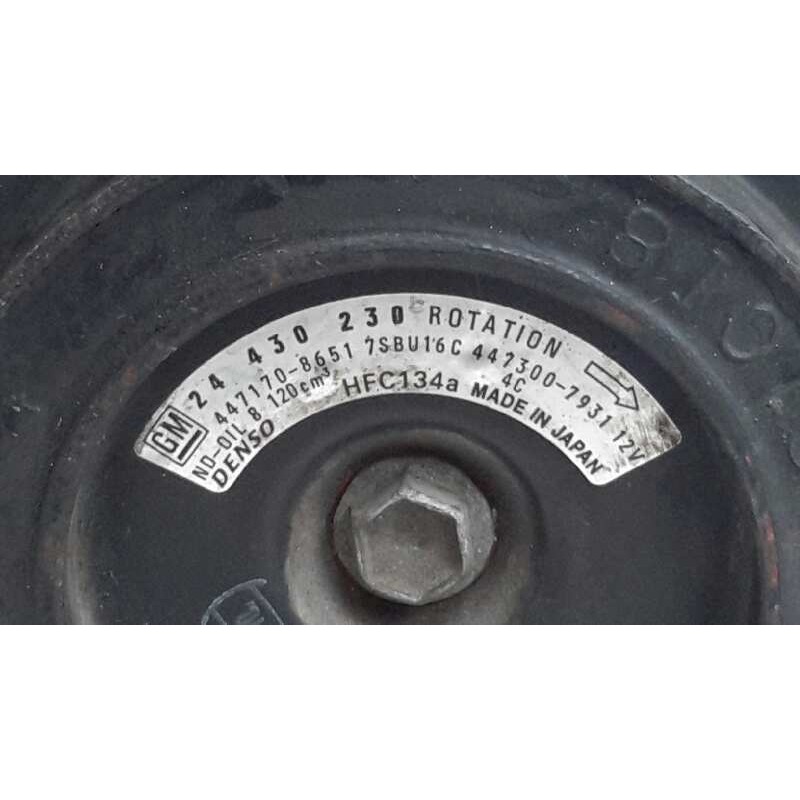 GM 24 430 230 ROTATION
447170-8651 7SBU16C 447300-7931 12V
ND-OIL 8 120cm³ HFC134a 4C
DENSO MADE IN JAPAN